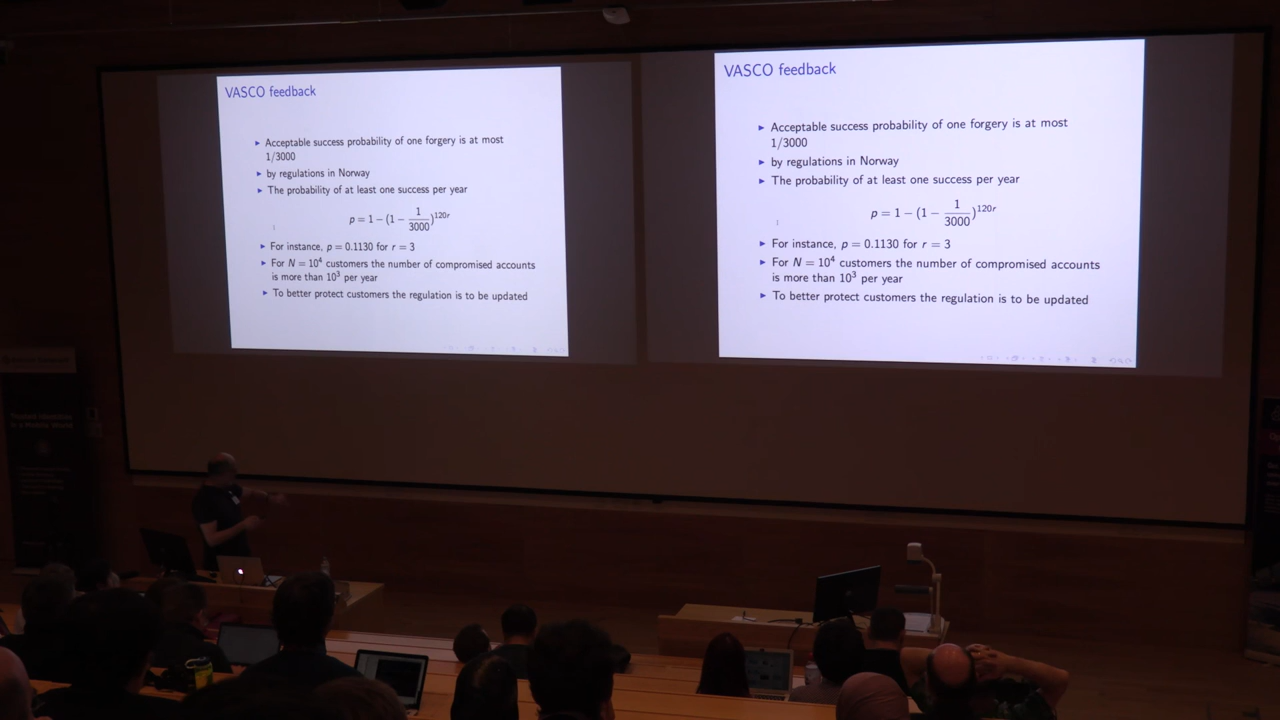 VASCO feedback
▸ Acceptable success probability of one forgery is at most
1/3000
▸ by regulations in Norway
▸ The probability of at least one success per year
p = 1 − (1 − 1/3000)^120r
▸ For instance, p = 0.1130 for r = 3
▸ For N = 10^4 customers the number of compromised accounts
is more than 10^3 per year
▸ To better protect customers the regulation is to be updated
VASCO feedback
▸ Acceptable success probability of one forgery is at most
1/3000
▸ by regulations in Norway
▸ The probability of at least one success per year
p = 1 − (1 − 1/3000)^120r
▸ For instance, p = 0.1130 for r = 3
▸ For N = 10^4 customers the number of compromised accounts
is more than 10^3 per year
▸ To better protect customers the regulation is to be updated